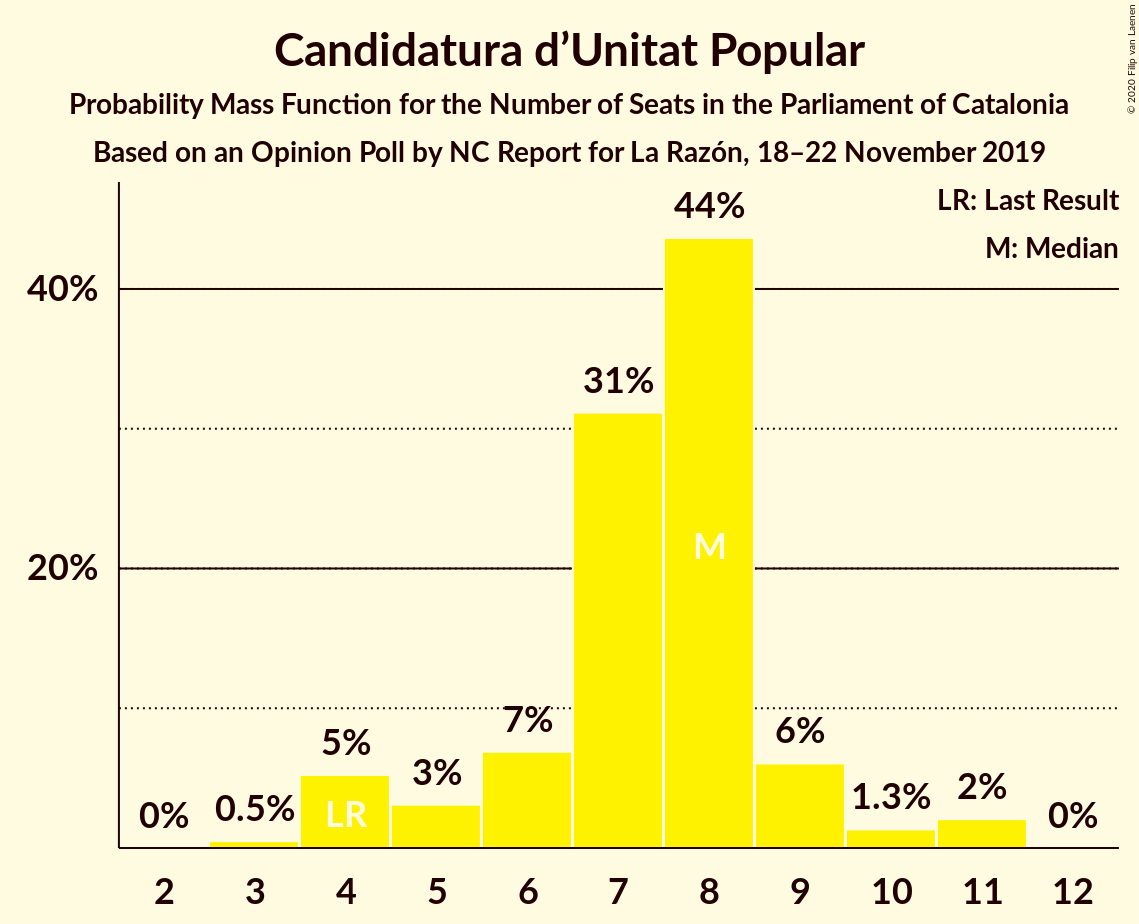 Candidatura d’Unitat Popular
Probability Mass Function for the Number of Seats in the Parliament of Catalonia
Based on an Opinion Poll by NC Report for La Razón, 18–22 November 2019
© 2020 Filip van Laenen
LR: Last Result
M: Median
40%
20%
0%
0.5%
5%
3%
7%
31%
44%
6%
1.3%
2%
0%
LR
M
2 3 4 5 6 7 8 9 10 11 12